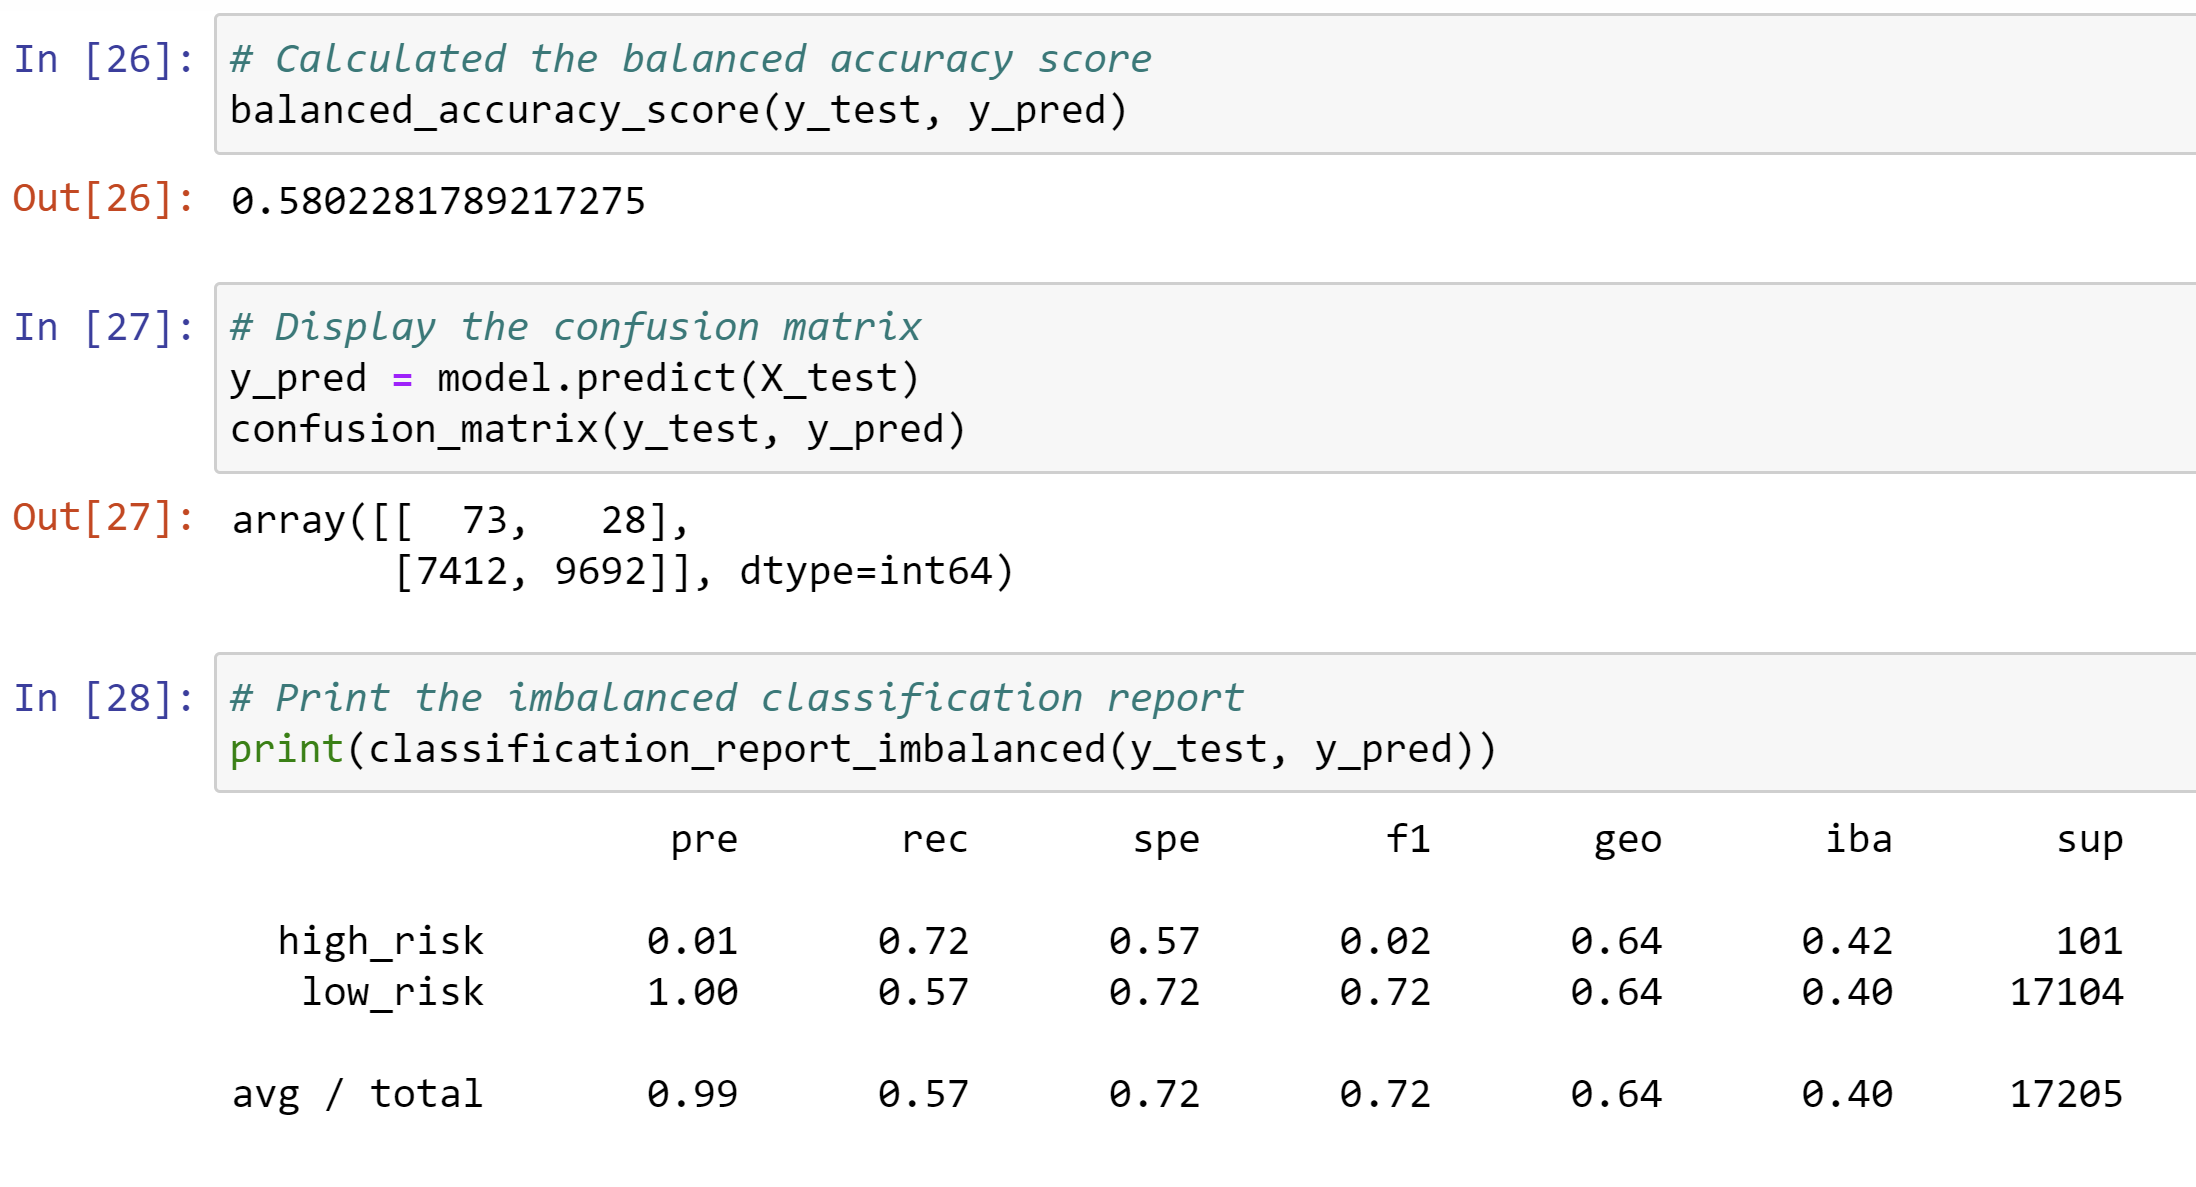 In [26]: # Calculated the balanced accuracy score
balanced_accuracy_score(y_test, y_pred)
Out[26]: 0.5802281789217275
In [27]: # Display the confusion matrix
y_pred = model.predict(X_test)
confusion_matrix(y_test, y_pred)
Out[27]: array([[  73,   28],
       [7412, 9692]], dtype=int64)
In [28]: # Print the imbalanced classification report
print(classification_report_imbalanced(y_test, y_pred))
pre rec spe f1 geo iba sup
high_risk 0.01 0.72 0.57 0.02 0.64 0.42 101
low_risk 1.00 0.57 0.72 0.72 0.64 0.40 17104
avg / total 0.99 0.57 0.72 0.72 0.64 0.40 17205